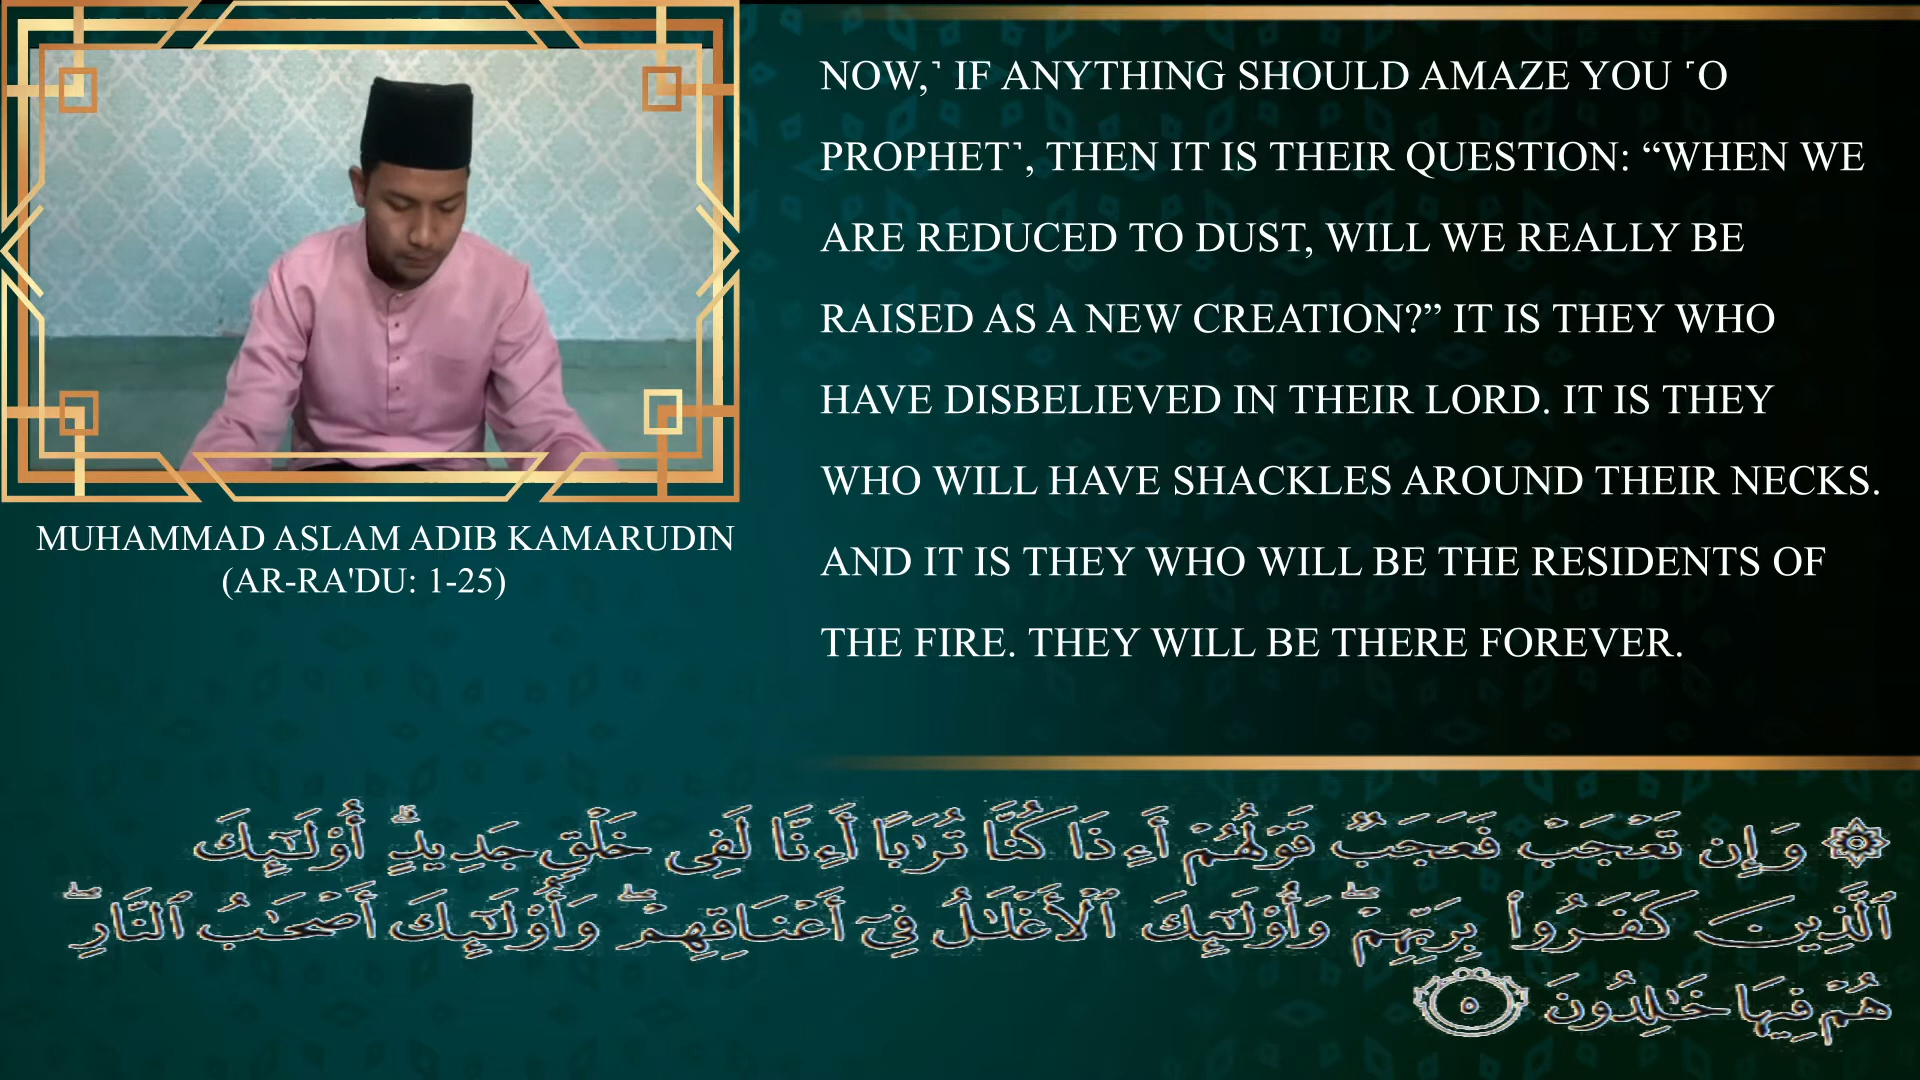 NOW,˺ IF ANYTHING SHOULD AMAZE YOU ˹O
PROPHET˺, THEN IT IS THEIR QUESTION: “WHEN WE
ARE REDUCED TO DUST, WILL WE REALLY BE
RAISED AS A NEW CREATION?” IT IS THEY WHO
HAVE DISBELIEVED IN THEIR LORD. IT IS THEY
WHO WILL HAVE SHACKLES AROUND THEIR NECKS.
AND IT IS THEY WHO WILL BE THE RESIDENTS OF
THE FIRE. THEY WILL BE THERE FOREVER.
MUHAMMAD ASLAM ADIB KAMARUDIN
(AR-RA'DU: 1-25)
۞ وَإِن تَعْجَبْ فَعَجَبٌ قَوْلُهُمْ أَءِذَا كُنَّا تُرَٰبًا أَءِنَّا لَفِى خَلْقٍ جَدِيدٍ ۗ أُو۟لَـٰٓئِكَ
ٱلَّذِينَ كَفَرُوا۟ بِرَبِّهِمْ ۖ وَأُو۟لَـٰٓئِكَ ٱلْأَغْلَـٰلُ فِىٓ أَعْنَاقِهِمْ ۖ وَأُو۟لَـٰٓئِكَ أَصْحَـٰبُ ٱلنَّارِ ۖ
هُمْ فِيهَا خَـٰلِدُونَ ٥